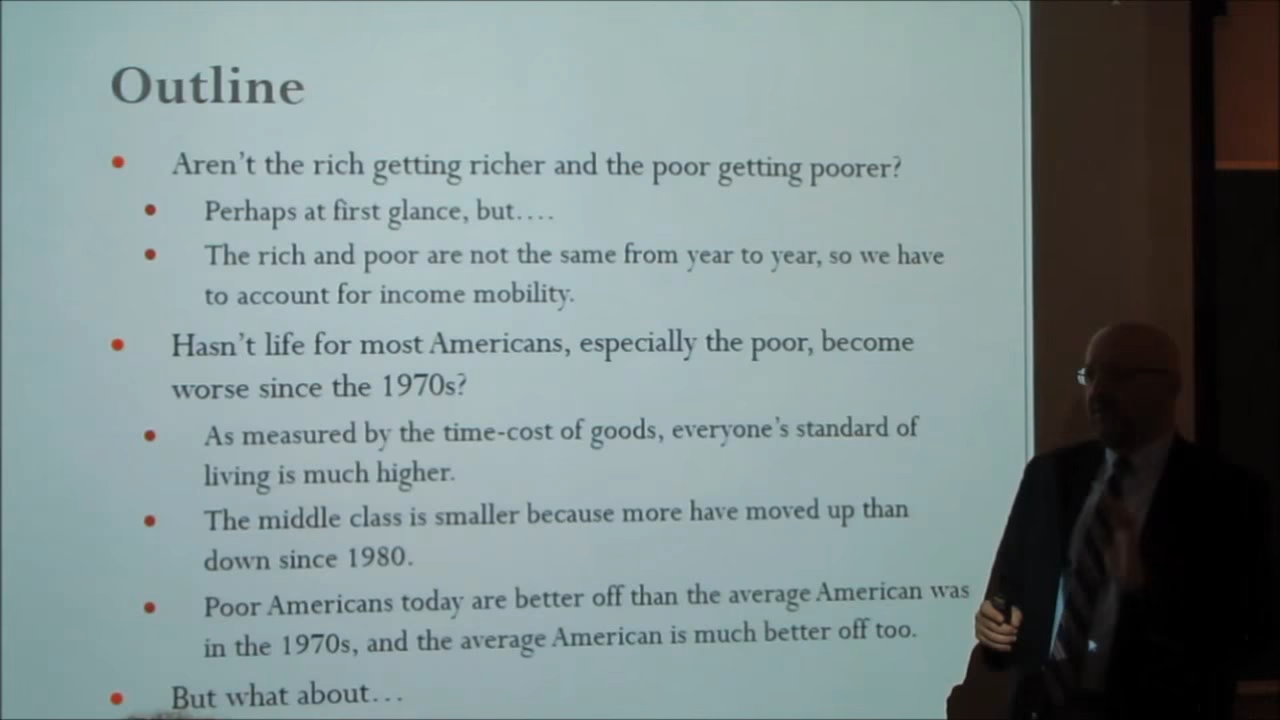 Outline
• Aren't the rich getting richer and the poor getting poorer?
• Perhaps at first glance, but….
• The rich and poor are not the same from year to year, so we have
to account for income mobility.
• Hasn't life for most Americans, especially the poor, become
worse since the 1970s?
• As measured by the time-cost of goods, everyone's standard of
living is much higher.
• The middle class is smaller because more have moved up than
down since 1980.
• Poor Americans today are better off than the average American was
in the 1970s, and the average American is much better off too.
• But what about…